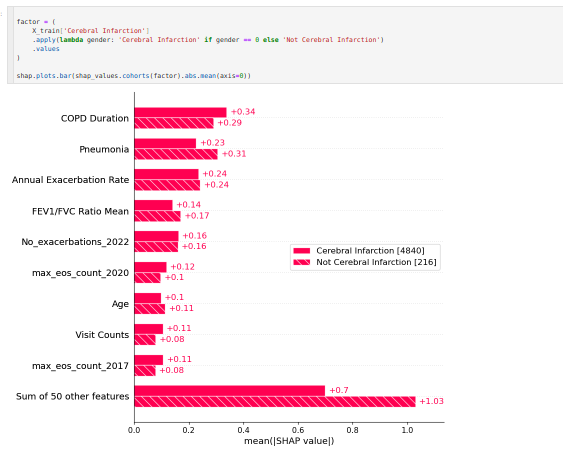 factor = (
X_train['Cerebral Infarction']
.apply(lambda gender: 'Cerebral Infarction' if gender == 0 else 'Not Cerebral Infarction')
.values
)
shap.plots.bar(shap_values.cohorts(factor).abs.mean(axis=0))
COPD Duration +0.34
+0.29
Pneumonia +0.23
+0.31
Annual Exacerbation Rate +0.24
+0.24
FEV1/FVC Ratio Mean +0.14
+0.17
No_exacerbations_2022 +0.16
+0.16
Cerebral Infarction [4840]
Not Cerebral Infarction [216]
max_eos_count_2020 +0.12
+0.1
Age +0.1
+0.11
Visit Counts +0.11
+0.08
max_eos_count_2017 +0.11
+0.08
Sum of 50 other features +0.7
+1.03
0.0 0.2 0.4 0.6 0.8 1.0
mean(|SHAP value|)